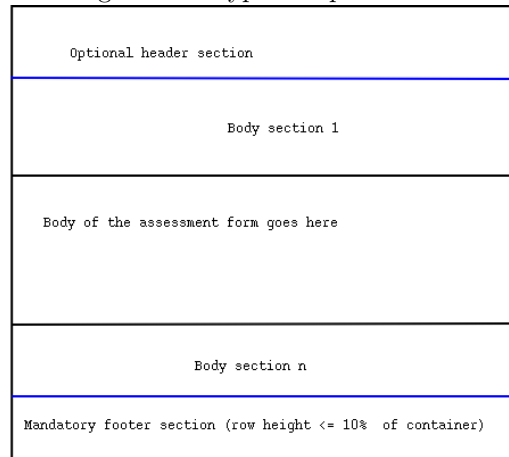 Optional header section
Body section 1
Body of the assessment form goes here
Body section n
Mandatory footer section (row height <= 10% of container)